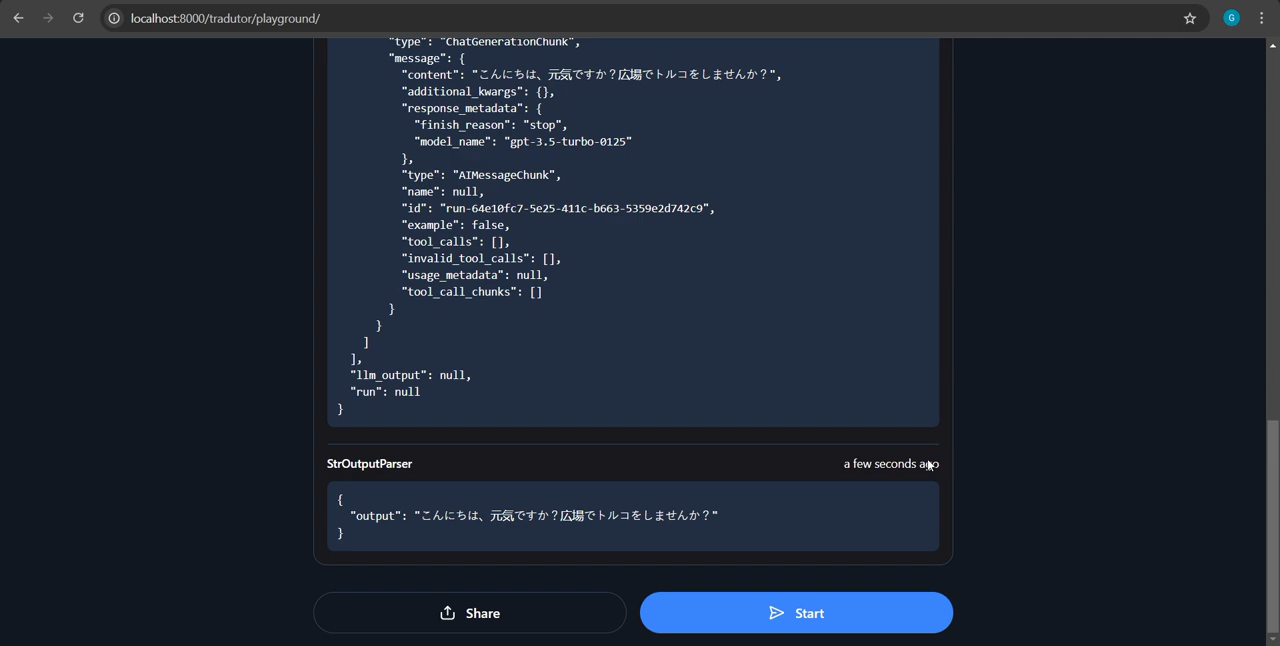 localhost:8000/tradutor/playground/
G
"type": "ChatGenerationChunk",
"message": {
"content": "こんにちは、元気ですか？広場でトルコをしませんか？",
"additional_kwargs": {},
"response_metadata": {
"finish_reason": "stop",
"model_name": "gpt-3.5-turbo-0125"
},
"type": "AIMessageChunk",
"name": null,
"id": "run-64e10fc7-5e25-411c-b663-5359e2d742c9",
"example": false,
"tool_calls": [],
"invalid_tool_calls": [],
"usage_metadata": null,
"tool_call_chunks": []
}
}
]
],
"llm_output": null,
"run": null
}
StrOutputParser
a few seconds ago
{
"output": "こんにちは、元気ですか？広場でトルコをしませんか？"
}
Share
Start